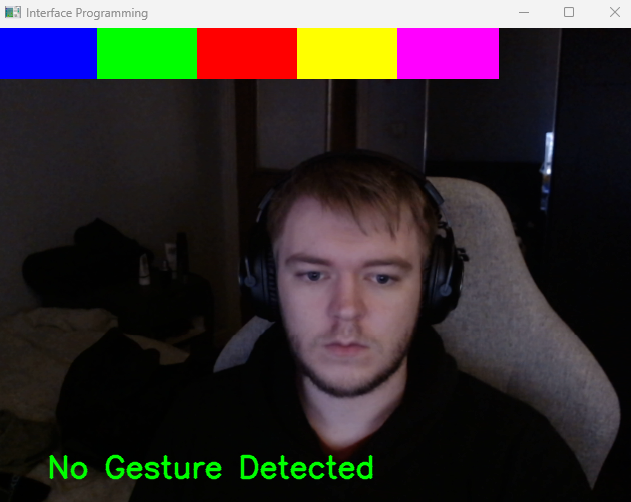 Interface Programming
No Gesture Detected